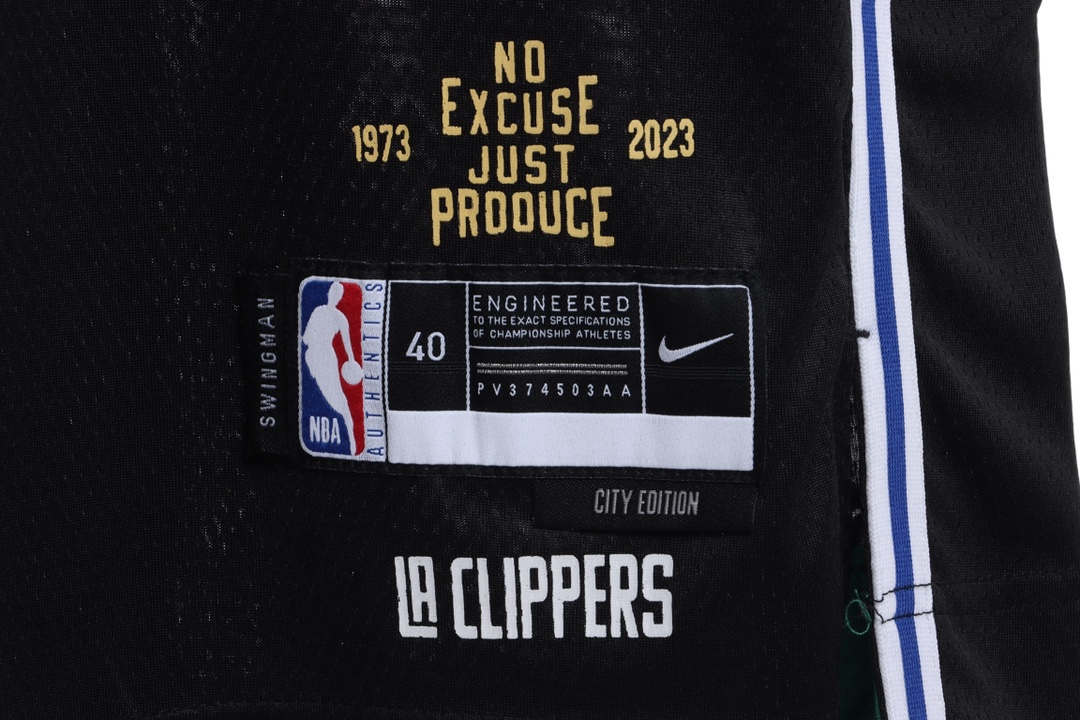 NO
EXCUSE
1973 JUST 2023
PRODUCE
SWINGMAN
NBA
AUTHENTICS
40
ENGINEERED
TO THE EXACT SPECIFICATIONS
OF CHAMPIONSHIP ATHLETES
PV374503AA
CITY EDITION
LA CLIPPERS